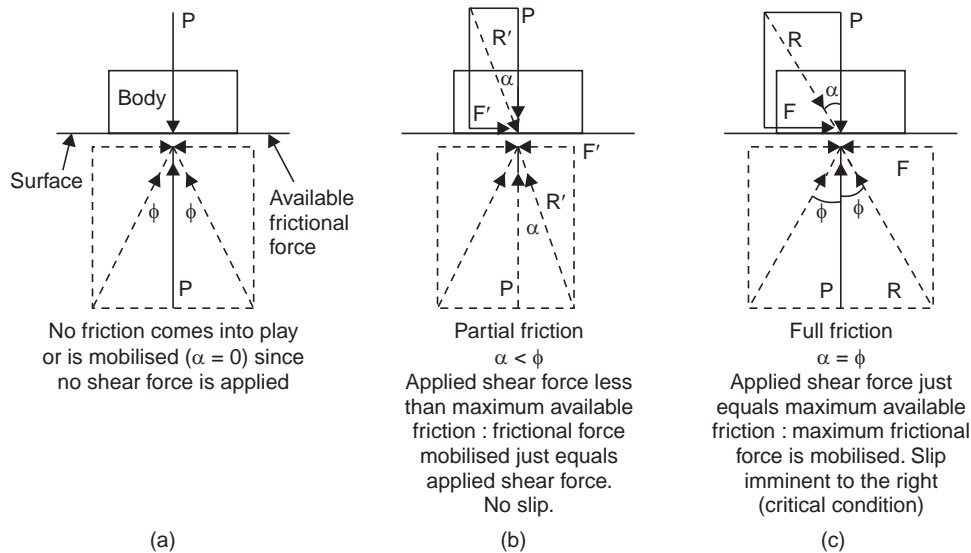 P
Body
Surface
Available
frictional
force
ϕ
ϕ
P
No friction comes into play
or is mobilised (α = 0) since
no shear force is applied
(a)
P
R′
α
F′
F′
R′
α
P
Partial friction
α < ϕ
Applied shear force less
than maximum available
friction : frictional force
mobilised just equals
applied shear force.
No slip.
(b)
P
R
α
F
F
ϕ
ϕ
P
R
Full friction
α = ϕ
Applied shear force just
equals maximum available
friction : maximum frictional
force is mobilised. Slip
imminent to the right
(critical condition)
(c)